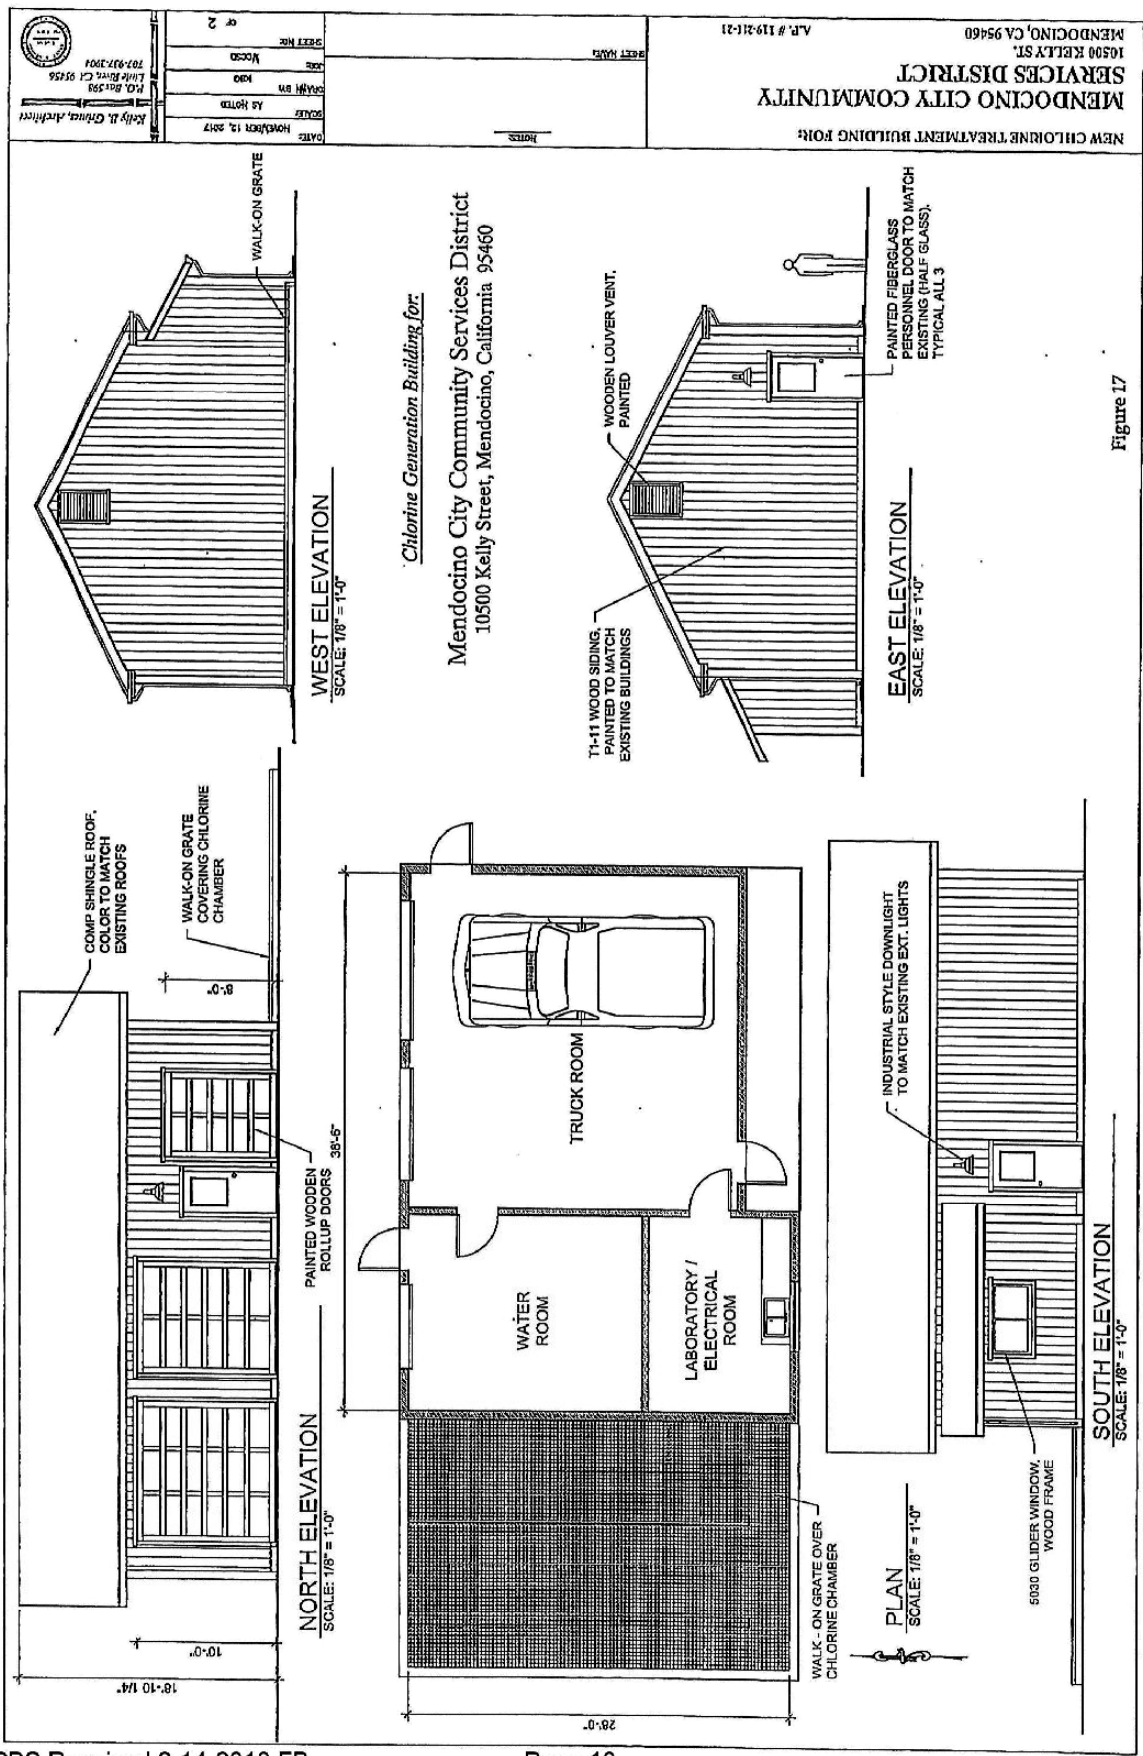 COMP SHINGLE ROOF,
COLOR TO MATCH
EXISTING ROOFS
WALK-ON GRATE
COVERING CHLORINE
CHAMBER
18'-10 1/4"
10'-0"
8'-0"
PAINTED WOODEN
ROLLUP DOORS
NORTH ELEVATION
SCALE: 1/8" = 1'-0"
WALK-ON GRATE
WEST ELEVATION
SCALE: 1/8" = 1'-0"
Chlorine Generation Building for:
Mendocino City Community Services District
10500 Kelly Street, Mendocino, California 95460
38'-6"
28'-0"
WATER
ROOM
TRUCK ROOM
LABORATORY /
ELECTRICAL
ROOM
WALK - ON GRATE OVER
CHLORINE CHAMBER
PLAN
SCALE: 1/8" = 1'-0"
T1-11 WOOD SIDING,
PAINTED TO MATCH
EXISTING BUILDINGS
WOODEN LOUVER VENT,
PAINTED
PAINTED FIBERGLASS
PERSONNEL DOOR TO MATCH
EXISTING (HALF GLASS).
TYPICAL ALL 3
EAST ELEVATION
SCALE: 1/8" = 1'-0"
INDUSTRIAL STYLE DOWNLIGHT
TO MATCH EXISTING EXT. LIGHTS
5030 GLIDER WINDOW,
WOOD FRAME
SOUTH ELEVATION
SCALE: 1/8" = 1'-0"
Figure 17
NEW CHLORINE TREATMENT BUILDING FOR:
MENDOCINO CITY COMMUNITY
SERVICES DISTRICT
10500 KELLY ST.
MENDOCINO, CA 95460
A.P. # 119-211-21
NOTES:
SHEET NAME:
DATE: NOVEMBER 12, 2017
SCALE: AS NOTED
DRAWN BY:
JOB: MCCSD
SHEET NO:
OF 2
Kelly B. Grimes, Architect
P.O. Box 598
Little River, CA 95456
707-937-2904